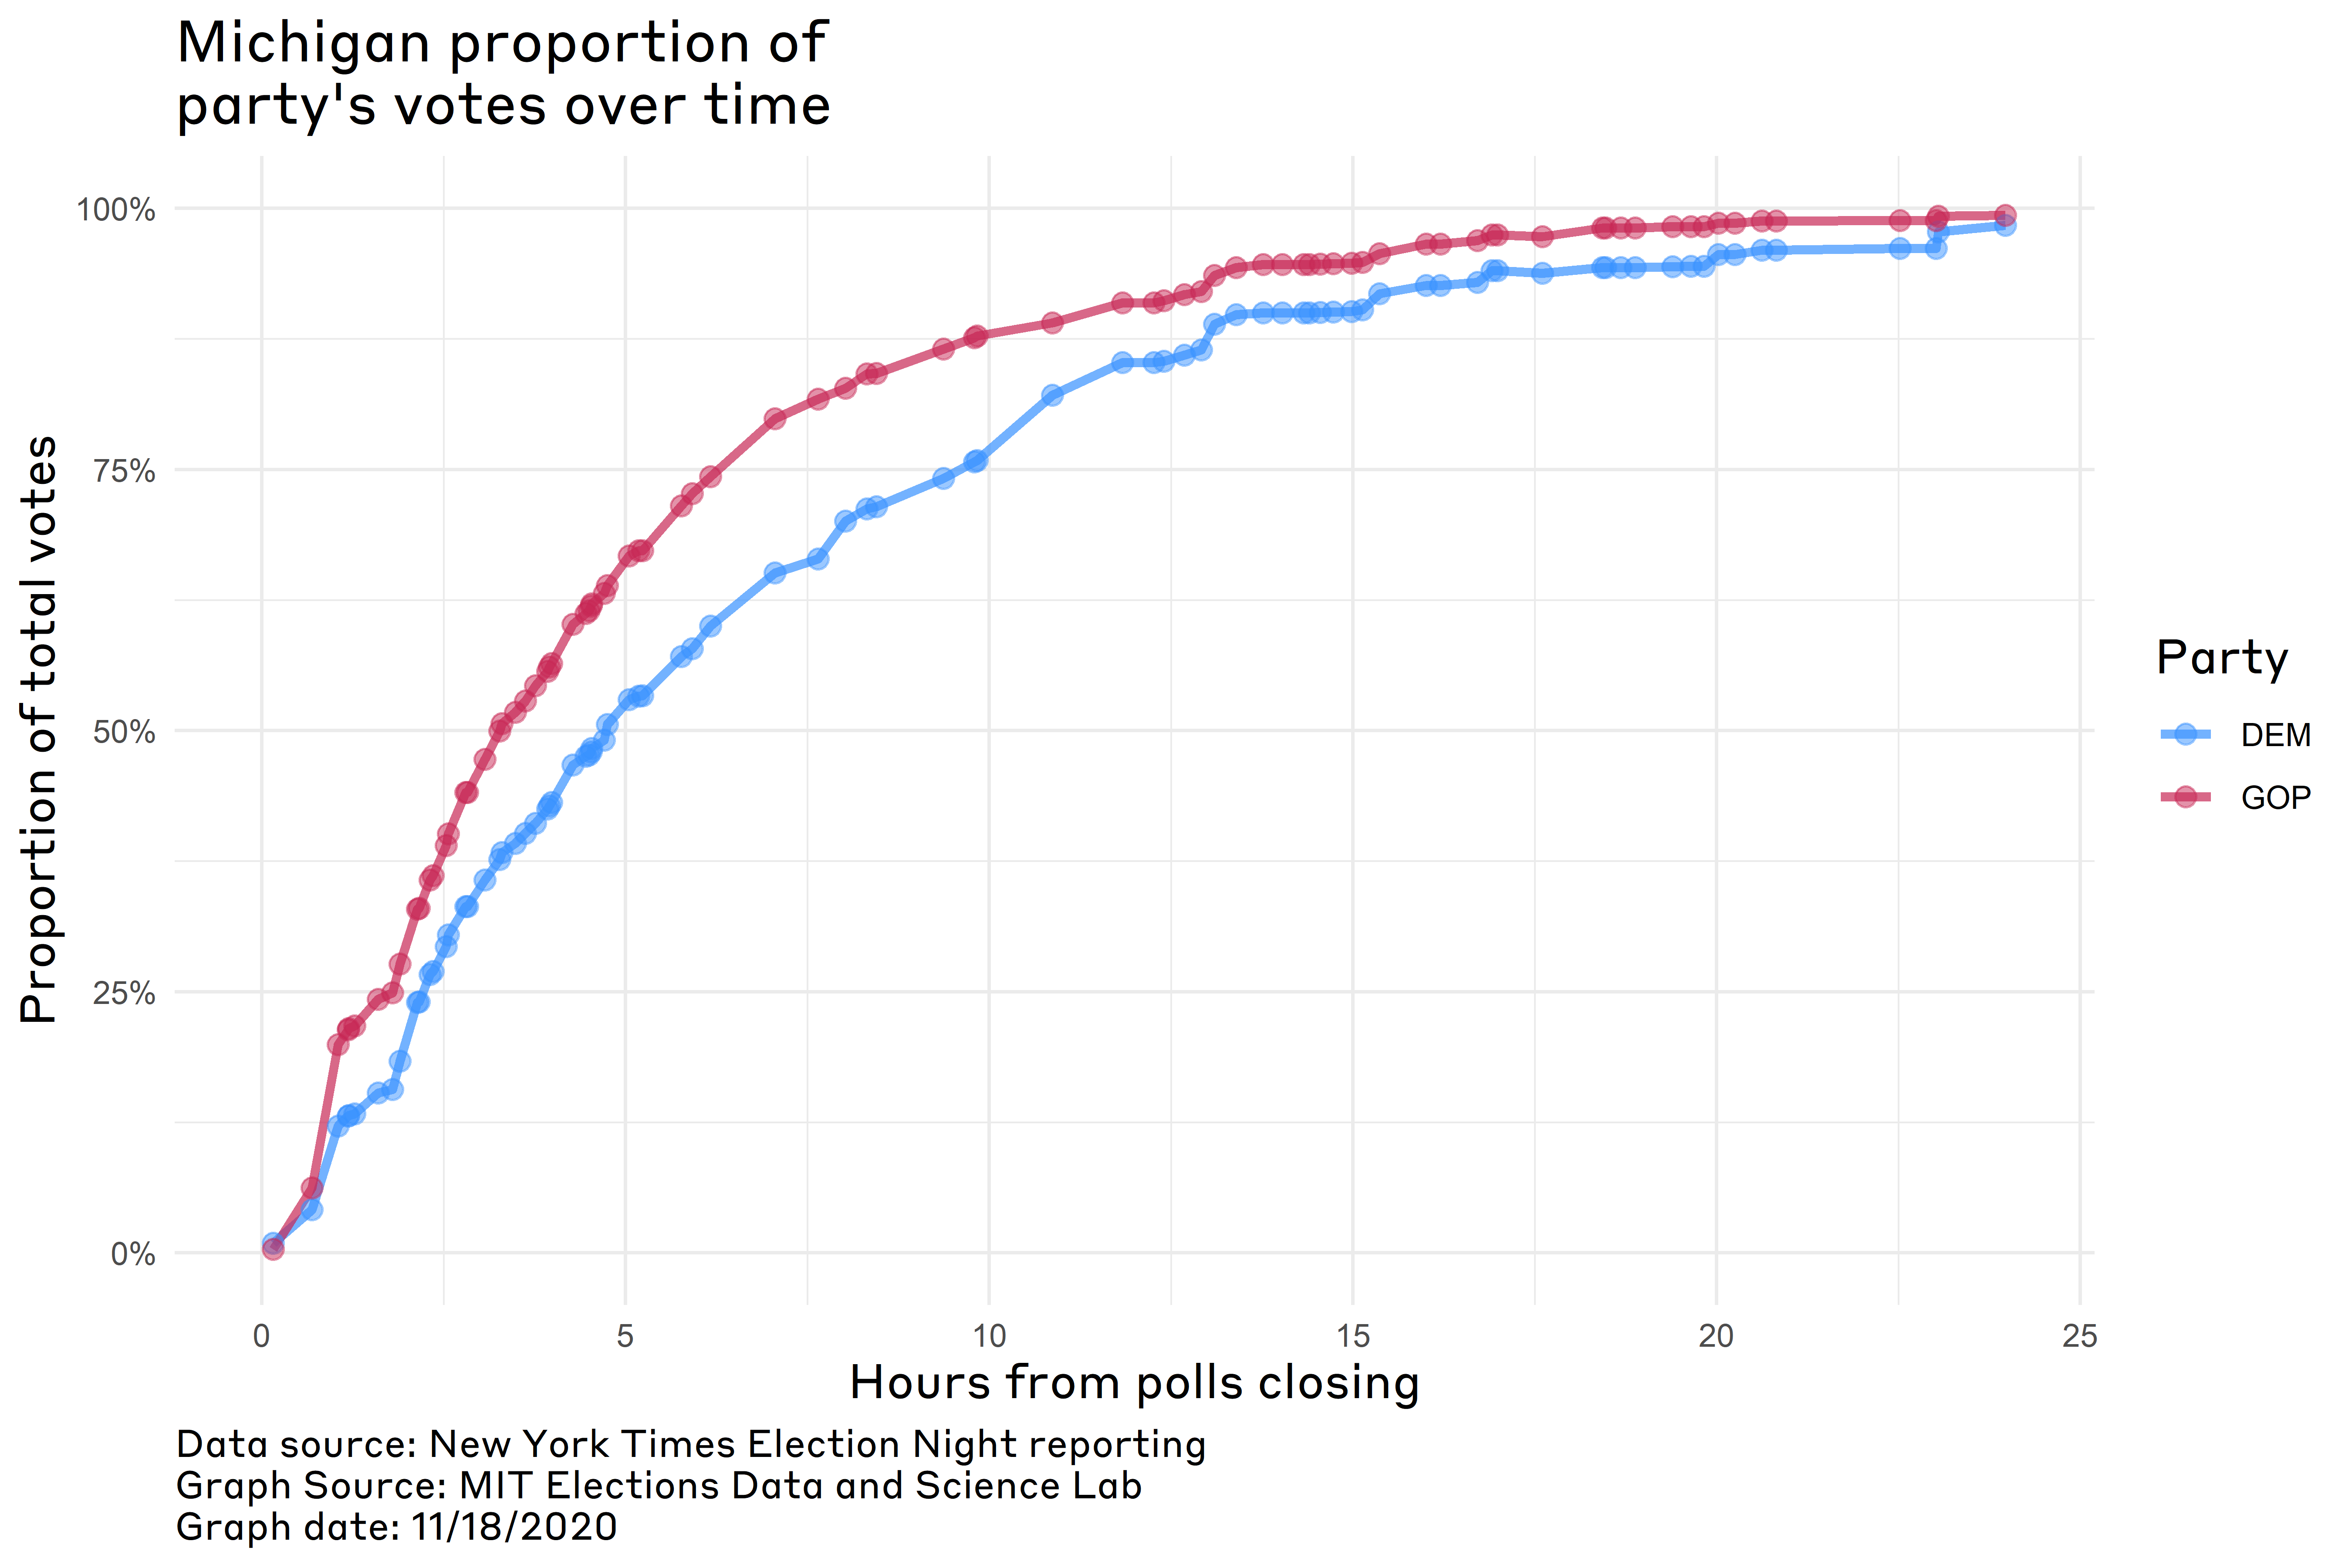 Michigan proportion of
party's votes over time
Proportion of total votes
100%
75%
50%
25%
0%
0 5 10 15 20 25
Hours from polls closing
Party
DEM
GOP
Data source: New York Times Election Night reporting
Graph Source: MIT Elections Data and Science Lab
Graph date: 11/18/2020